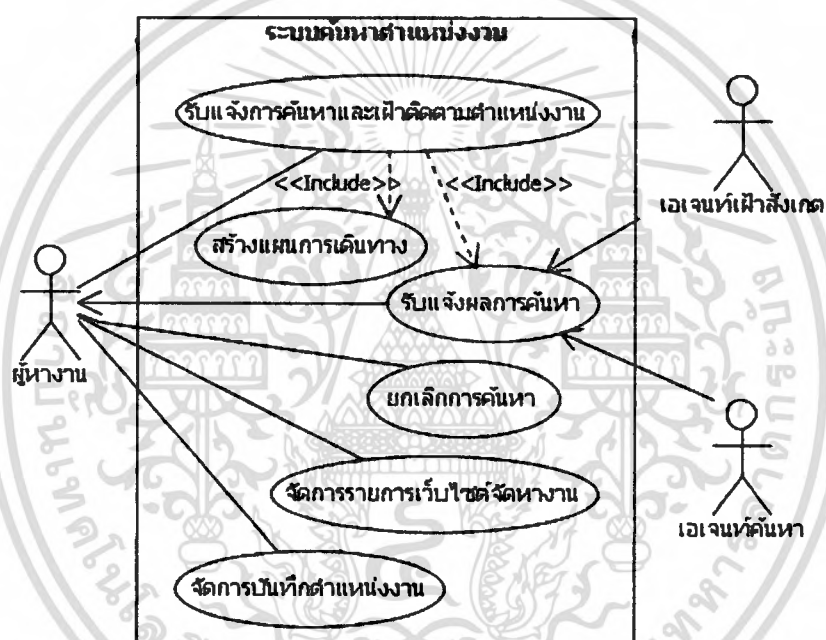 ระบบค้นหาตำแหน่งงาน
รับแจ้งการค้นหาและเฝ้าติดตามตำแหน่งงาน
<<Include>>
<<Include>>
เอเจนท์เฝ้าสังเกต
สร้างแผนการเดินทาง
รับแจ้งผลการค้นหา
ผู้หางาน
ยกเลิกการค้นหา
จัดการรายการเว็บไซต์จัดหางาน
เอเจนท์ค้นหา
จัดการบันทึกตำแหน่งงาน